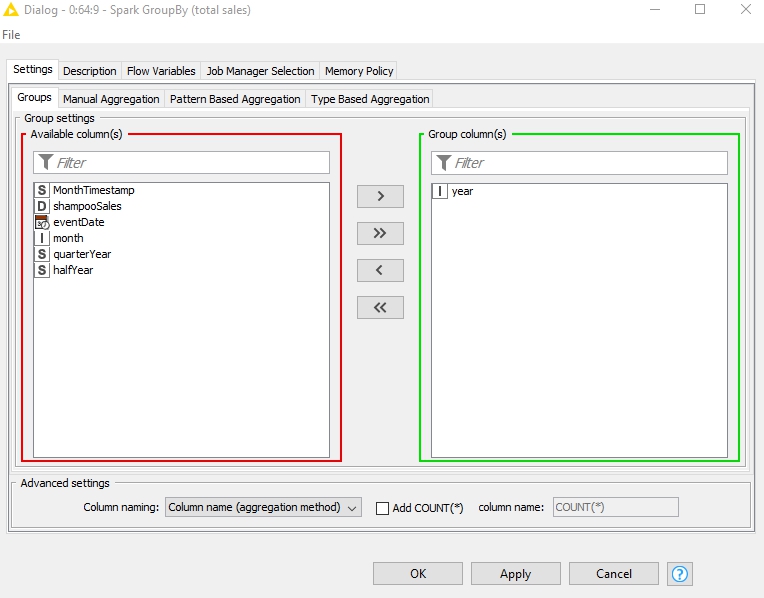 Dialog - 0:64:9 - Spark GroupBy (total sales)
File
Settings Description Flow Variables Job Manager Selection Memory Policy
Groups Manual Aggregation Pattern Based Aggregation Type Based Aggregation
Group settings
Available column(s)
Filter
S MonthTimestamp
D shampooSales
eventDate
I month
S quarterYear
S halfYear
>
>>
<
<<
Group column(s)
Filter
I year
Advanced settings
Column naming: Column name (aggregation method) Add COUNT(*) column name: COUNT(*)
OK Apply Cancel ?